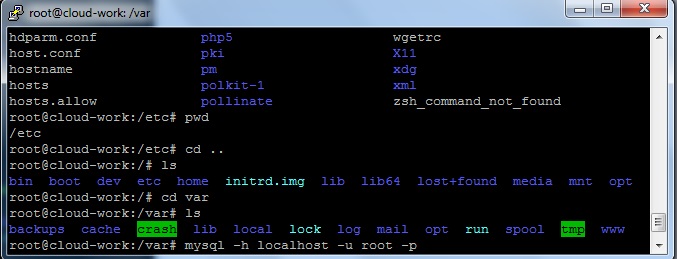 root@cloud-work: /var
hdparm.conf php5 wgetrc
host.conf pki X11
hostname pm xdg
hosts polkit-1 xml
hosts.allow pollinate zsh_command_not_found
root@cloud-work:/etc# pwd
/etc
root@cloud-work:/etc# cd ..
root@cloud-work:/# ls
bin boot dev etc home initrd.img lib lib64 lost+found media mnt opt
root@cloud-work:/# cd var
root@cloud-work:/var# ls
backups cache crash lib local lock log mail opt run spool tmp www
root@cloud-work:/var# mysql -h localhost -u root -p